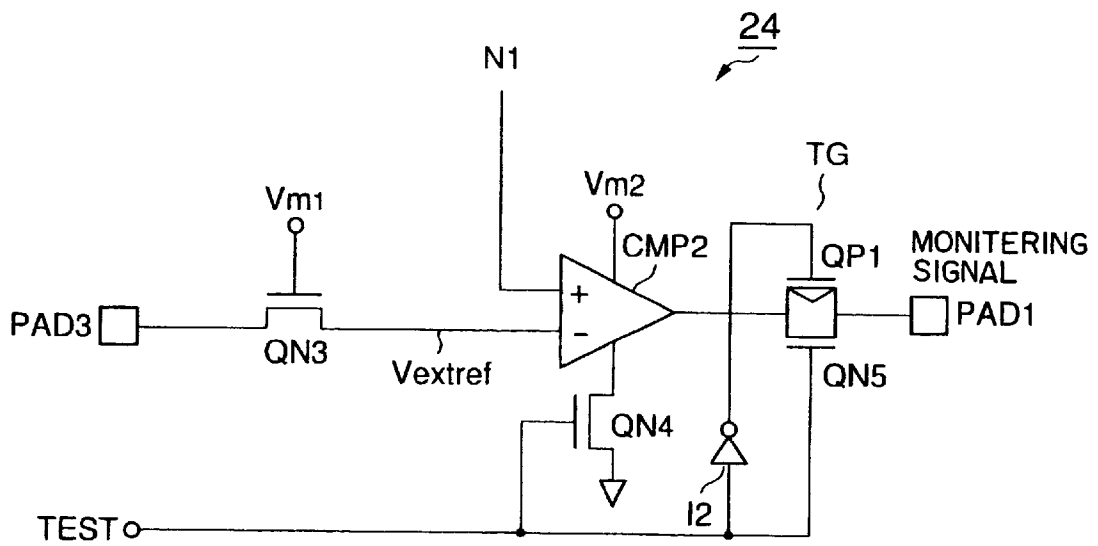 24
N1
TG
Vm1
Vm2
CMP2
QP1
MONITERING
SIGNAL
+
−
PAD3
PAD1
QN3
Vextref
QN5
QN4
I2
TEST